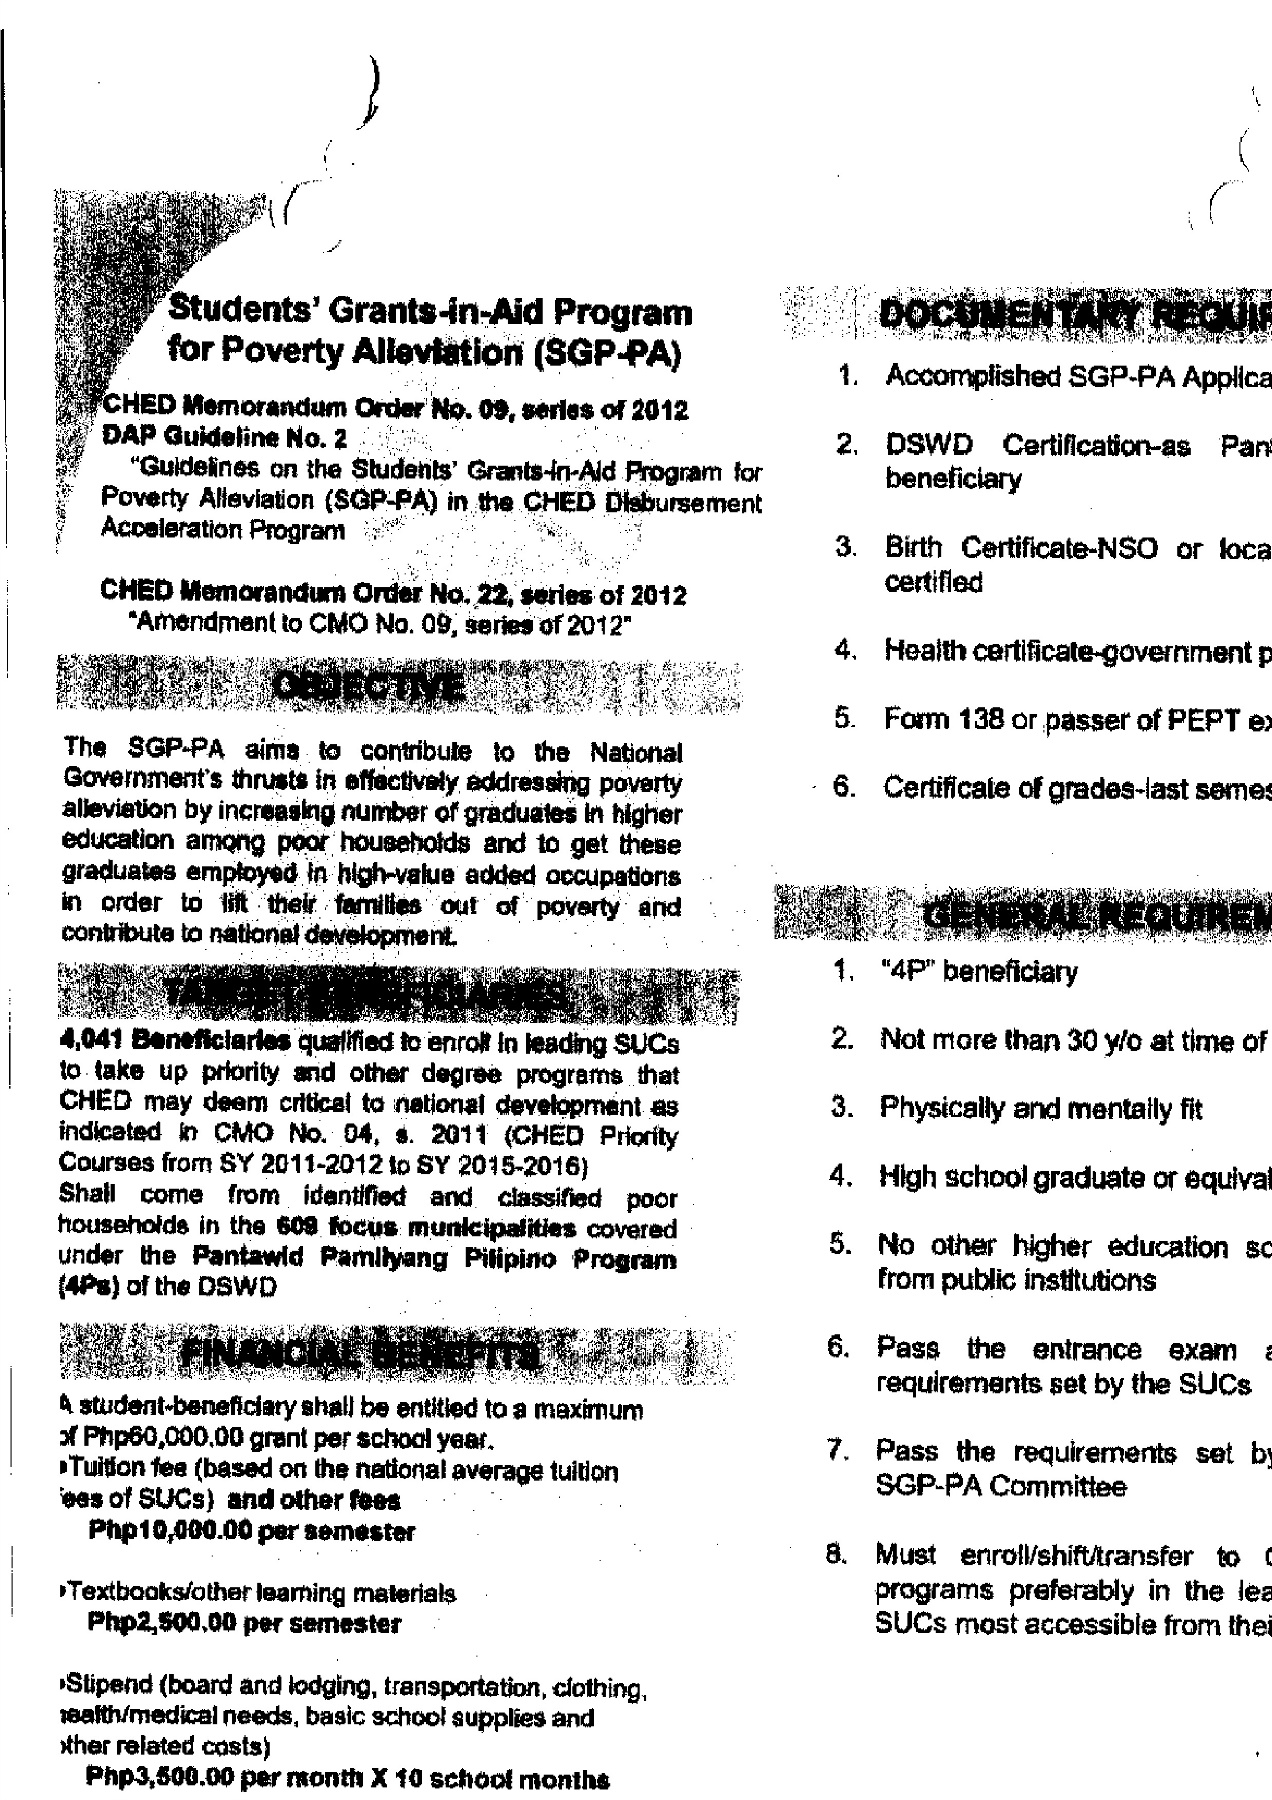 Students' Grants-in-Aid Program
for Poverty Alleviation (SGP-PA)
CHED Memorandum Order No. 09, series of 2012
DAP Guideline No. 2
"Guidelines on the Students' Grants-in-Aid Program for
Poverty Alleviation (SGP-PA) in the CHED Disbursement
Acceleration Program
CHED Memorandum Order No. 22, series of 2012
"Amendment to CMO No. 09, series of 2012"
OBJECTIVE
The SGP-PA aims to contribute to the National
Government's thrusts in effectively addressing poverty
alleviation by increasing number of graduates in higher
education among poor households and to get these
graduates employed in high-value added occupations
in order to lift their families out of poverty and
contribute to national development.
TARGET BENEFICIARIES
4,041 Beneficiaries qualified to enroll in leading SUCs
to take up priority and other degree programs that
CHED may deem critical to national development as
indicated in CMO No. 04, s. 2011 (CHED Priority
Courses from SY 2011-2012 to SY 2015-2016)
Shall come from identified and classified poor
households in the 609 focus municipalities covered
under the Pantawid Pamilyang Pilipino Program
(4Ps) of the DSWD
FINANCIAL BENEFITS
A student-beneficiary shall be entitled to a maximum
of Php60,000.00 grant per school year.
•Tuition fee (based on the national average tuition
fees of SUCs) and other fees
Php10,000.00 per semester
•Textbooks/other learning materials
Php2,500.00 per semester
•Stipend (board and lodging, transportation, clothing,
health/medical needs, basic school supplies and
other related costs)
Php3,500.00 per month X 10 school months
DOCUMENTARY REQUIR
1. Accomplished SGP-PA Applica
2. DSWD Certification-as Pan
beneficiary
3. Birth Certificate-NSO or loca
certified
4. Health certificate-government p
5. Form 138 or passer of PEPT ex
6. Certificate of grades-last semes
GENERAL REQUIREM
1. "4P" beneficiary
2. Not more than 30 y/o at time of
3. Physically and mentally fit
4. High school graduate or equival
5. No other higher education sc
from public institutions
6. Pass the entrance exam a
requirements set by the SUCs
7. Pass the requirements set by
SGP-PA Committee
8. Must enroll/shift/transfer to C
programs preferably in the lea
SUCs most accessible from thei